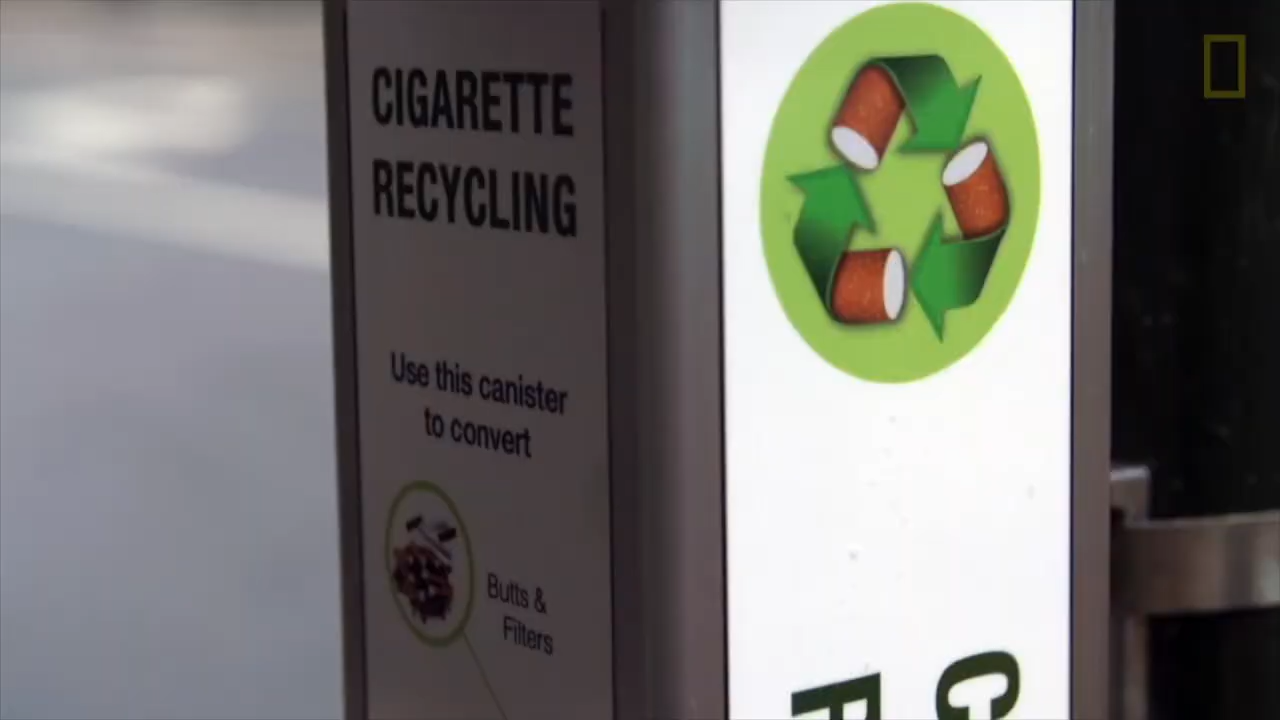 CIGARETTE
RECYCLING
Use this canister
to convert
Butts &
Filters